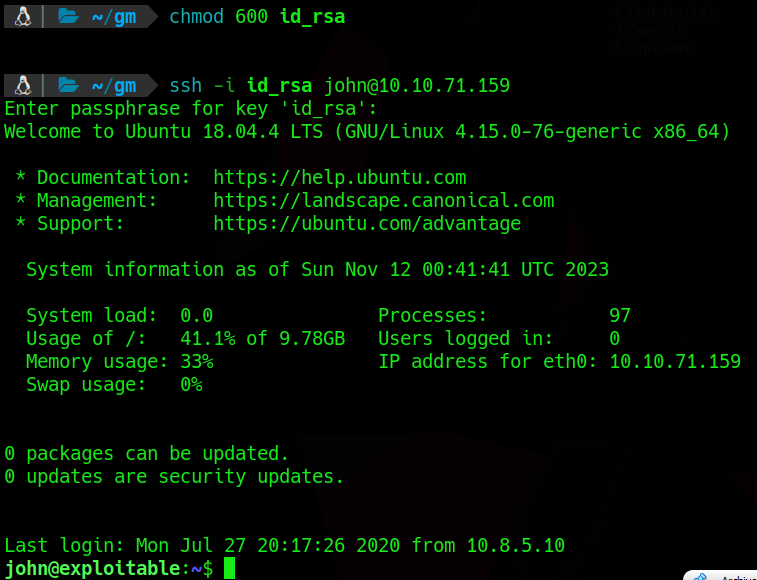 ~/gm chmod 600 id_rsa
~/gm ssh -i id_rsa john@10.10.71.159
Enter passphrase for key 'id_rsa':
Welcome to Ubuntu 18.04.4 LTS (GNU/Linux 4.15.0-76-generic x86_64)
* Documentation: https://help.ubuntu.com
* Management: https://landscape.canonical.com
* Support: https://ubuntu.com/advantage
System information as of Sun Nov 12 00:41:41 UTC 2023
System load: 0.0 Processes: 97
Usage of /: 41.1% of 9.78GB Users logged in: 0
Memory usage: 33% IP address for eth0: 10.10.71.159
Swap usage: 0%
0 packages can be updated.
0 updates are security updates.
Last login: Mon Jul 27 20:17:26 2020 from 10.8.5.10
john@exploitable:~$